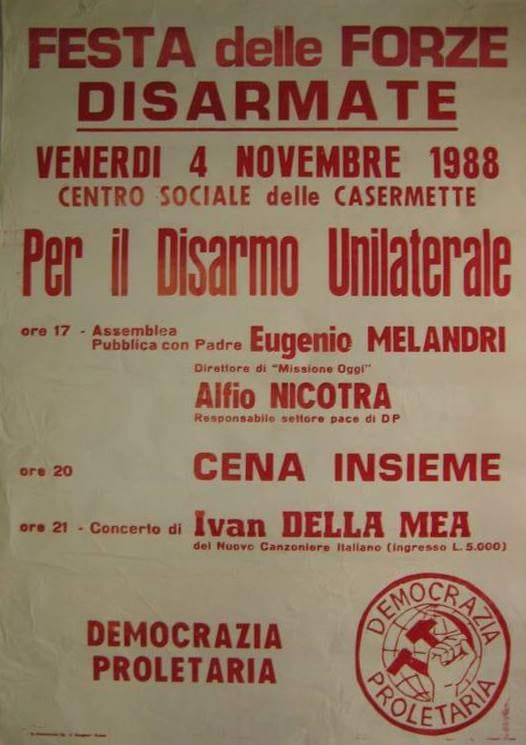 FESTA delle FORZE
DISARMATE
VENERDI 4 NOVEMBRE 1988
CENTRO SOCIALE delle CASERMETTE
Per il Disarmo Unilaterale
ore 17 - Assemblea
Pubblica con Padre Eugenio MELANDRI
Direttore di "Missione Oggi"
Alfio NICOTRA
Responsabile settore pace di DP
ore 20 CENA INSIEME
ore 21 - Concerto di Ivan DELLA MEA
del Nuovo Canzoniere Italiano (ingresso L. 5.000)
DEMOCRAZIA
PROLETARIA
DEMOCRAZIA
PROLETARIA